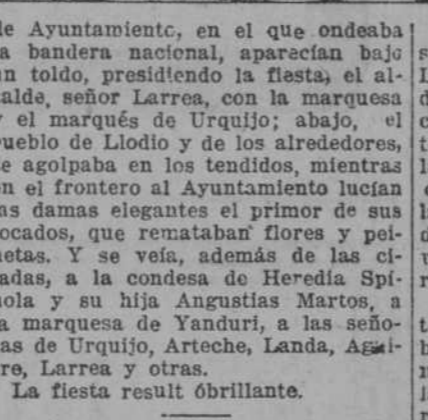 de Ayuntamiento, en el que ondeaba
la bandera nacional, aparecían bajo
un toldo, presidiendo la fiesta, el al-
calde, señor Larrea, con la marquesa
y el marqués de Urquijo; abajo, el
pueblo de Llodio y de los alrededores,
se agolpaba en los tendidos, mientras
en el frontero al Ayuntamiento lucían
las damas elegantes el primor de sus
tocados, que remataban flores y pei-
netas. Y se veía, además de las ci-
tadas, a la condesa de Heredia Spí-
nola y su hija Angustias Martos, a
la marquesa de Yanduri, a las seño-
ras de Urquijo, Arteche, Landa, Agui-
rre, Larrea y otras.
La fiesta result óbrillante.